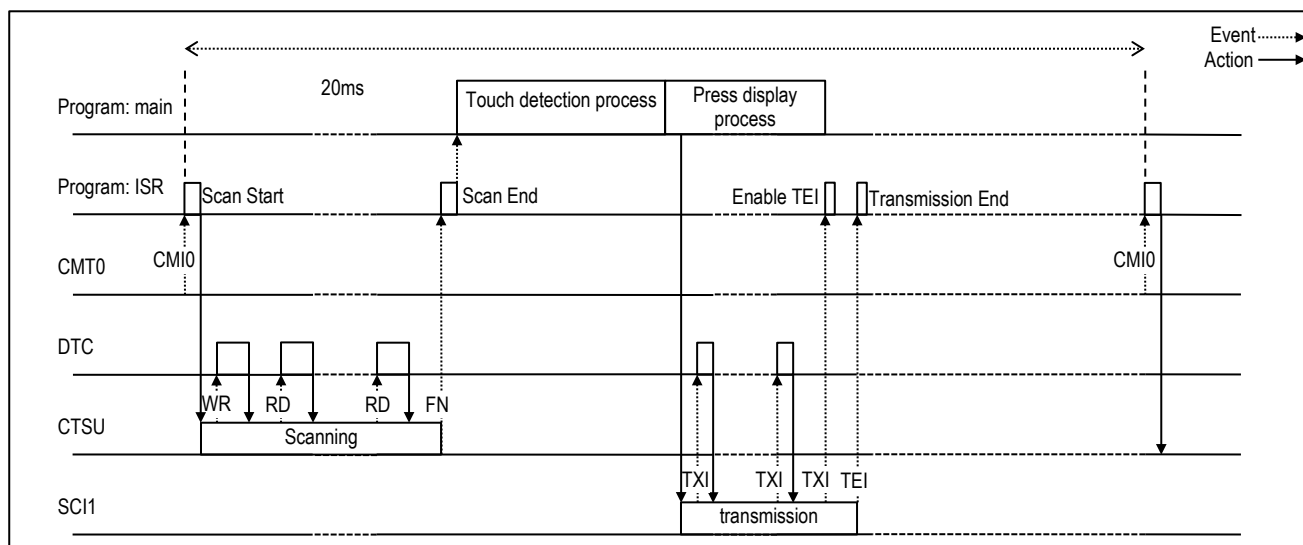 Event
Action
20ms
Program: main
Touch detection process
Press display
process
Program: ISR
Scan Start
Scan End
Enable TEI
Transmission End
CMT0
CMI0
CMI0
DTC
WR
RD
RD
FN
CTSU
Scanning
TXI
TXI
TXI
TEI
SCI1
transmission